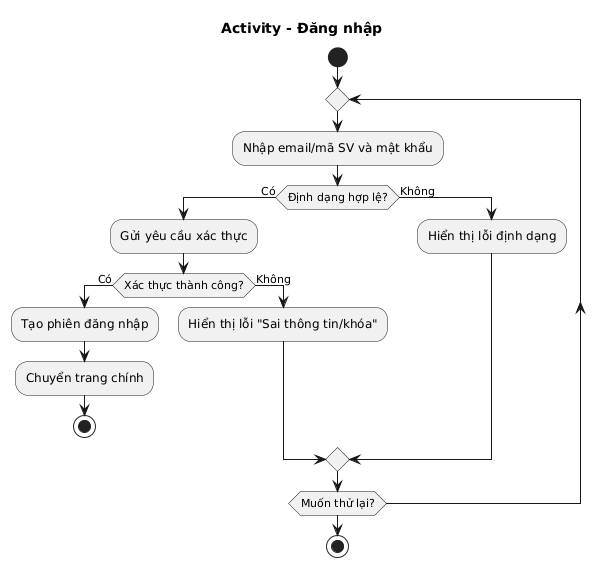 Activity - Đăng nhập
Nhập email/mã SV và mật khẩu
Có
Định dạng hợp lệ?
Không
Gửi yêu cầu xác thực
Hiển thị lỗi định dạng
Có
Xác thực thành công?
Không
Tạo phiên đăng nhập
Hiển thị lỗi "Sai thông tin/khóa"
Chuyển trang chính
Muốn thử lại?